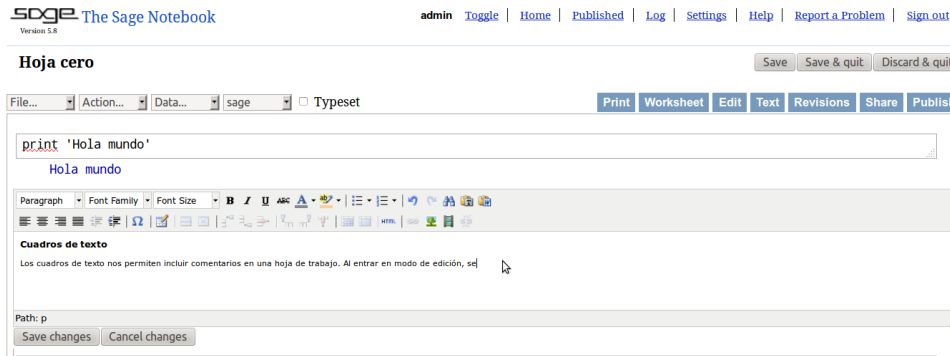 sage The Sage Notebook
Version 5.8
admin Toggle Home Published Log Settings Help Report a Problem Sign out
Hoja cero
Save Save & quit Discard & quit
File... Action... Data... sage Typeset
Print Worksheet Edit Text Revisions Share Publis
print 'Hola mundo'
Hola mundo
Paragraph Font Family Font Size B I U ABC A ab
Ω HTML
Cuadros de texto
Los cuadros de texto nos permiten incluir comentarios en una hoja de trabajo. Al entrar en modo de edición, se
Path: p
Save changes Cancel changes